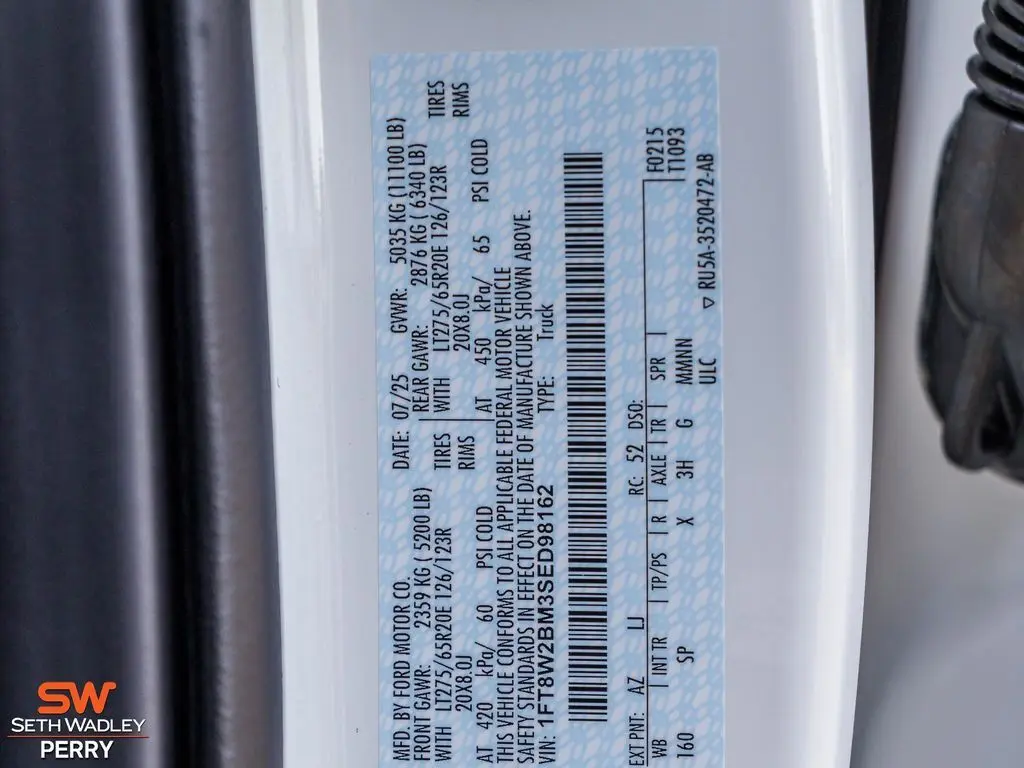 MFD. BY FORD MOTOR CO.
DATE: 07/25 GVWR: 5035 KG (11100 LB)
FRONT GAWR: 2359 KG ( 5200 LB)
REAR GAWR: 2876 KG ( 6340 LB)
WITH LT275/65R20E 126/123R TIRES
WITH LT275/65R20E 126/123R TIRES
20X8.0J RIMS
20X8.0J RIMS
AT 420 kPa/ 60 PSI COLD
AT 450 kPa/ 65 PSI COLD
THIS VEHICLE CONFORMS TO ALL APPLICABLE FEDERAL MOTOR VEHICLE
SAFETY STANDARDS IN EFFECT ON THE DATE OF MANUFACTURE SHOWN ABOVE.
VIN: 1FT8W2BM3SED98162 TYPE: Truck
EXT PNT: AZ LJ RC: 52 DSO:
F0215
WB INT TR TP/PS R AXLE TR SPR
T1093
160 SP X 3H G MMNNN
ULC ▽ RU5A-3520472-AB
SW
SETH WADLEY
PERRY